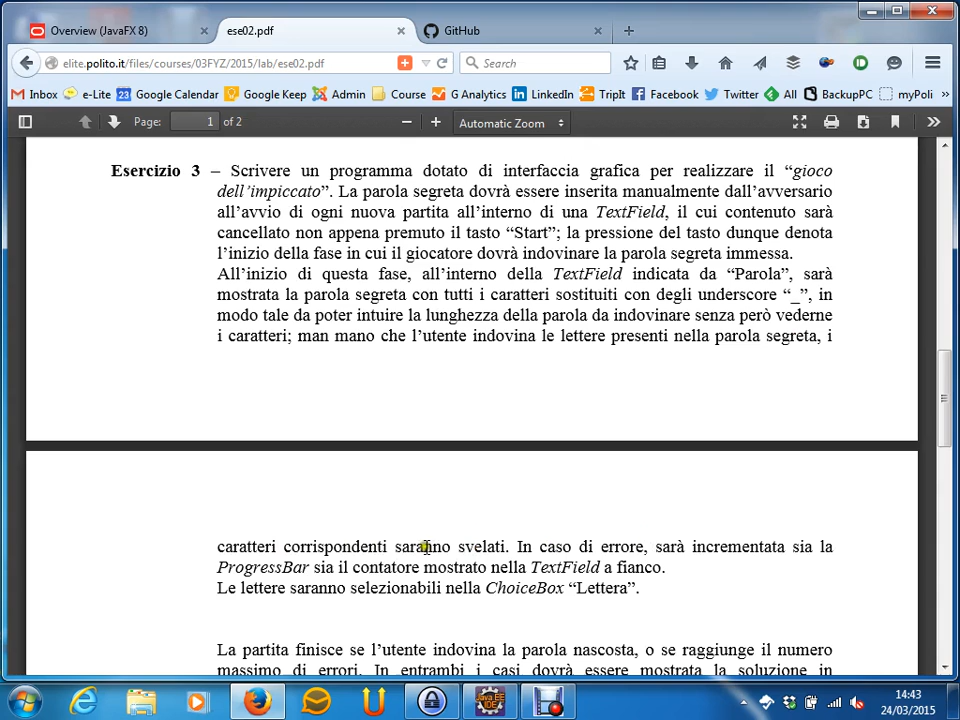 Overview (JavaFX 8)
ese02.pdf
GitHub
elite.polito.it/files/courses/03FYZ/2015/lab/ese02.pdf
Search
Inbox
e-Lite
23 Google Calendar
Google Keep
Admin
Course
G Analytics
LinkedIn
TripIt
Facebook
Twitter
All
BackupPC
myPoli
Page: 1 of 2
Automatic Zoom
Esercizio 3 – Scrivere un programma dotato di interfaccia grafica per realizzare il “gioco
dell’impiccato”. La parola segreta dovrà essere inserita manualmente dall’avversario
all’avvio di ogni nuova partita all’interno di una TextField, il cui contenuto sarà
cancellato non appena premuto il tasto “Start”; la pressione del tasto dunque denota
l’inizio della fase in cui il giocatore dovrà indovinare la parola segreta immessa.
All’inizio di questa fase, all’interno della TextField indicata da “Parola”, sarà
mostrata la parola segreta con tutti i caratteri sostituiti con degli underscore “_”, in
modo tale da poter intuire la lunghezza della parola da indovinare senza però vederne
i caratteri; man mano che l’utente indovina le lettere presenti nella parola segreta, i
caratteri corrispondenti saranno svelati. In caso di errore, sarà incrementata sia la
ProgressBar sia il contatore mostrato nella TextField a fianco.
Le lettere saranno selezionabili nella ChoiceBox “Lettera”.
La partita finisce se l’utente indovina la parola nascosta, o se raggiunge il numero
massimo di errori. In entrambi i casi dovrà essere mostrata la soluzione in
Java EE
IDE
14:43
24/03/2015